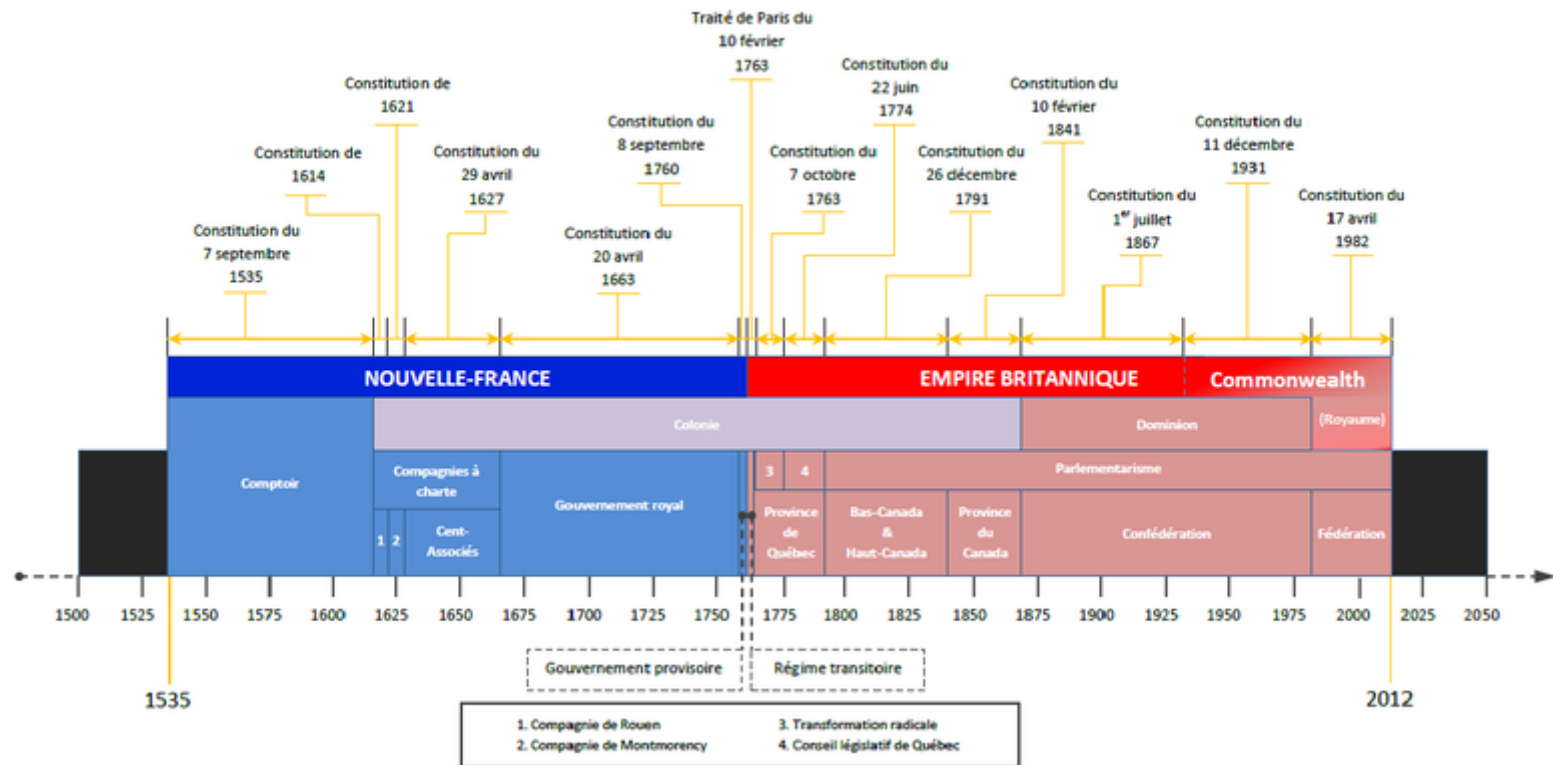 Traité de Paris du
10 février
1763
Constitution du
22 juin
1774
Constitution de
1621
Constitution du
10 février
1841
Constitution du
8 septembre
1760
Constitution du
11 décembre
1931
Constitution de
1614
Constitution du
29 avril
1627
Constitution du
7 octobre
1763
Constitution du
26 décembre
1791
Constitution du
1er juillet
1867
Constitution du
17 avril
1982
Constitution du
7 septembre
1535
Constitution du
20 avril
1663
NOUVELLE-FRANCE
EMPIRE BRITANNIQUE
Commonwealth
Colonie
Dominion
(Royaume)
Comptoir
Compagnies à
charte
Gouvernement royal
3
4
Parlementarisme
1
2
Cent-
Associés
Province
de
Québec
Bas-Canada
&
Haut-Canada
Province
du
Canada
Confédération
Fédération
1500 1525 1550 1575 1600 1625 1650 1675 1700 1725 1750 1775 1800 1825 1850 1875 1900 1925 1950 1975 2000 2025 2050
Gouvernement provisoire
Régime transitoire
1535
2012
1. Compagnie de Rouen
2. Compagnie de Montmorency
3. Transformation radicale
4. Conseil législatif de Québec